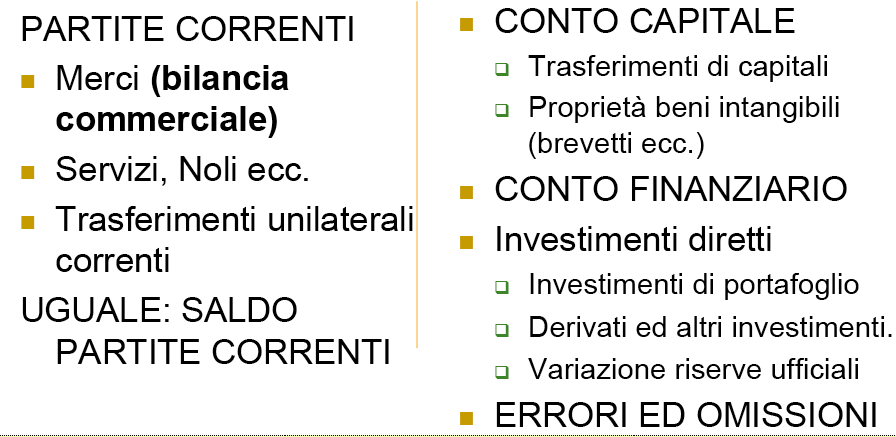 PARTITE CORRENTI
Merci (bilancia
commerciale)
Servizi, Noli ecc.
Trasferimenti unilaterali
correnti
UGUALE: SALDO
PARTITE CORRENTI
CONTO CAPITALE
Trasferimenti di capitali
Proprietà beni intangibili
(brevetti ecc.)
CONTO FINANZIARIO
Investimenti diretti
Investimenti di portafoglio
Derivati ed altri investimenti.
Variazione riserve ufficiali
ERRORI ED OMISSIONI